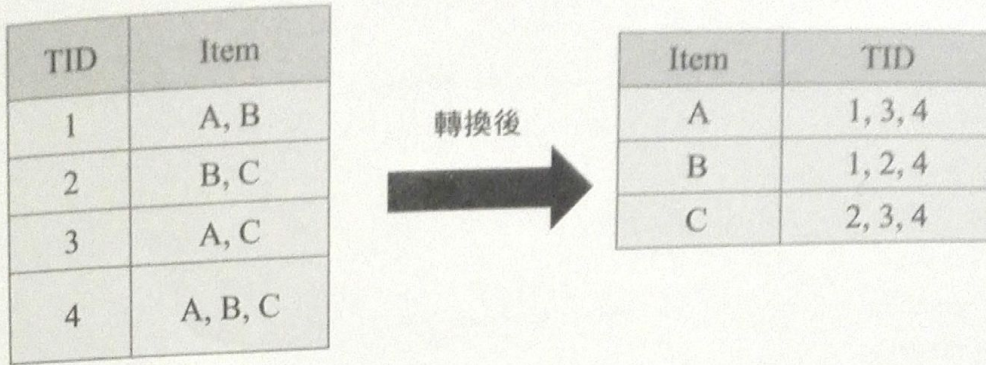 TID Item
1 A, B
2 B, C
3 A, C
4 A, B, C
轉換後
Item TID
A 1, 3, 4
B 1, 2, 4
C 2, 3, 4